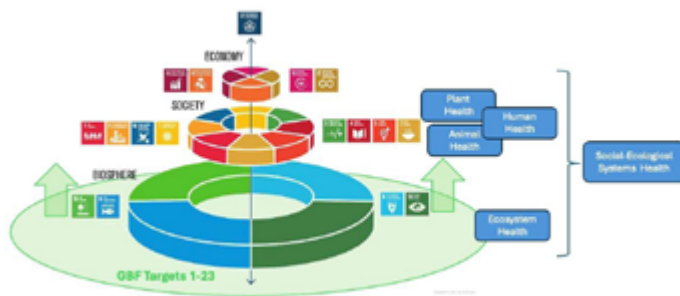 ECONOMY
SOCIETY
BIOSPHERE
GBF Targets 1-23
Plant
Health
Human
Health
Animal
Health
Social-Ecological
Systems Health
Ecosystem
Health